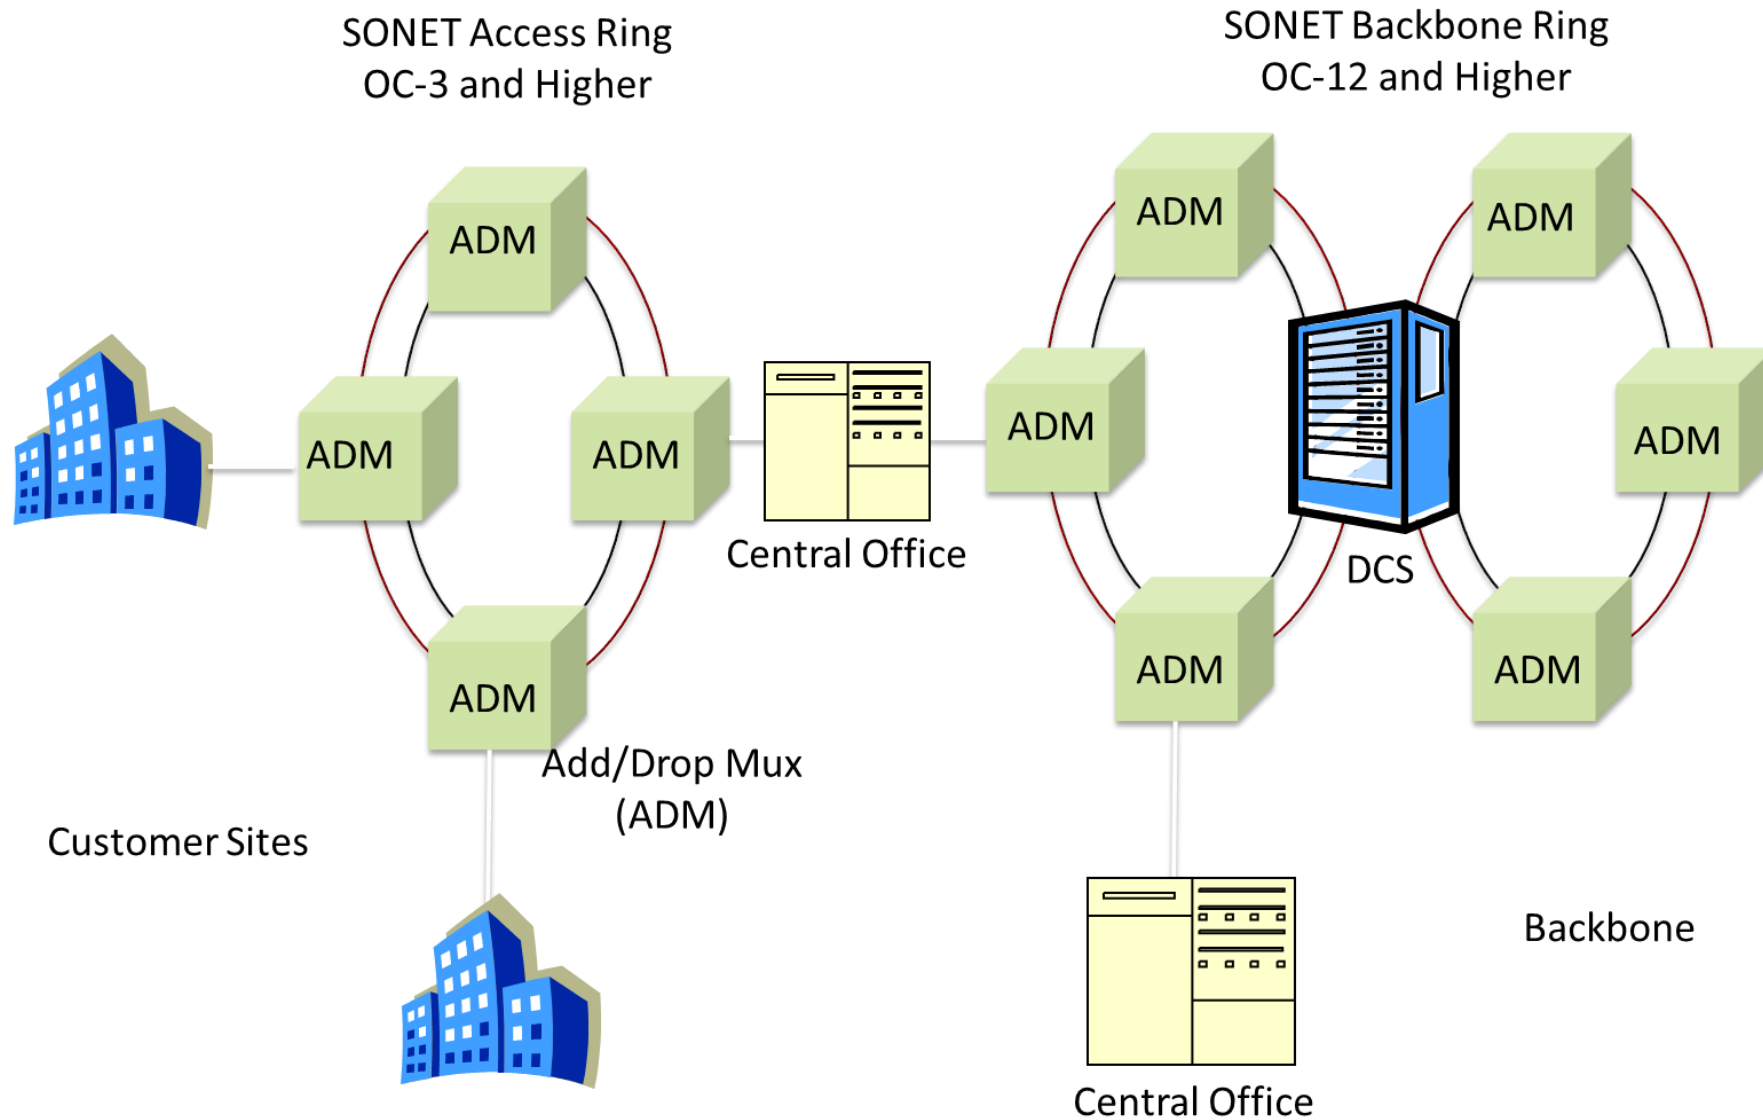 SONET Access Ring
OC-3 and Higher
SONET Backbone Ring
OC-12 and Higher
ADM
ADM
ADM
ADM
ADM
ADM
ADM
ADM
ADM
Central Office
DCS
ADM
ADM
ADM
Add/Drop Mux
(ADM)
Customer Sites
Backbone
Central Office